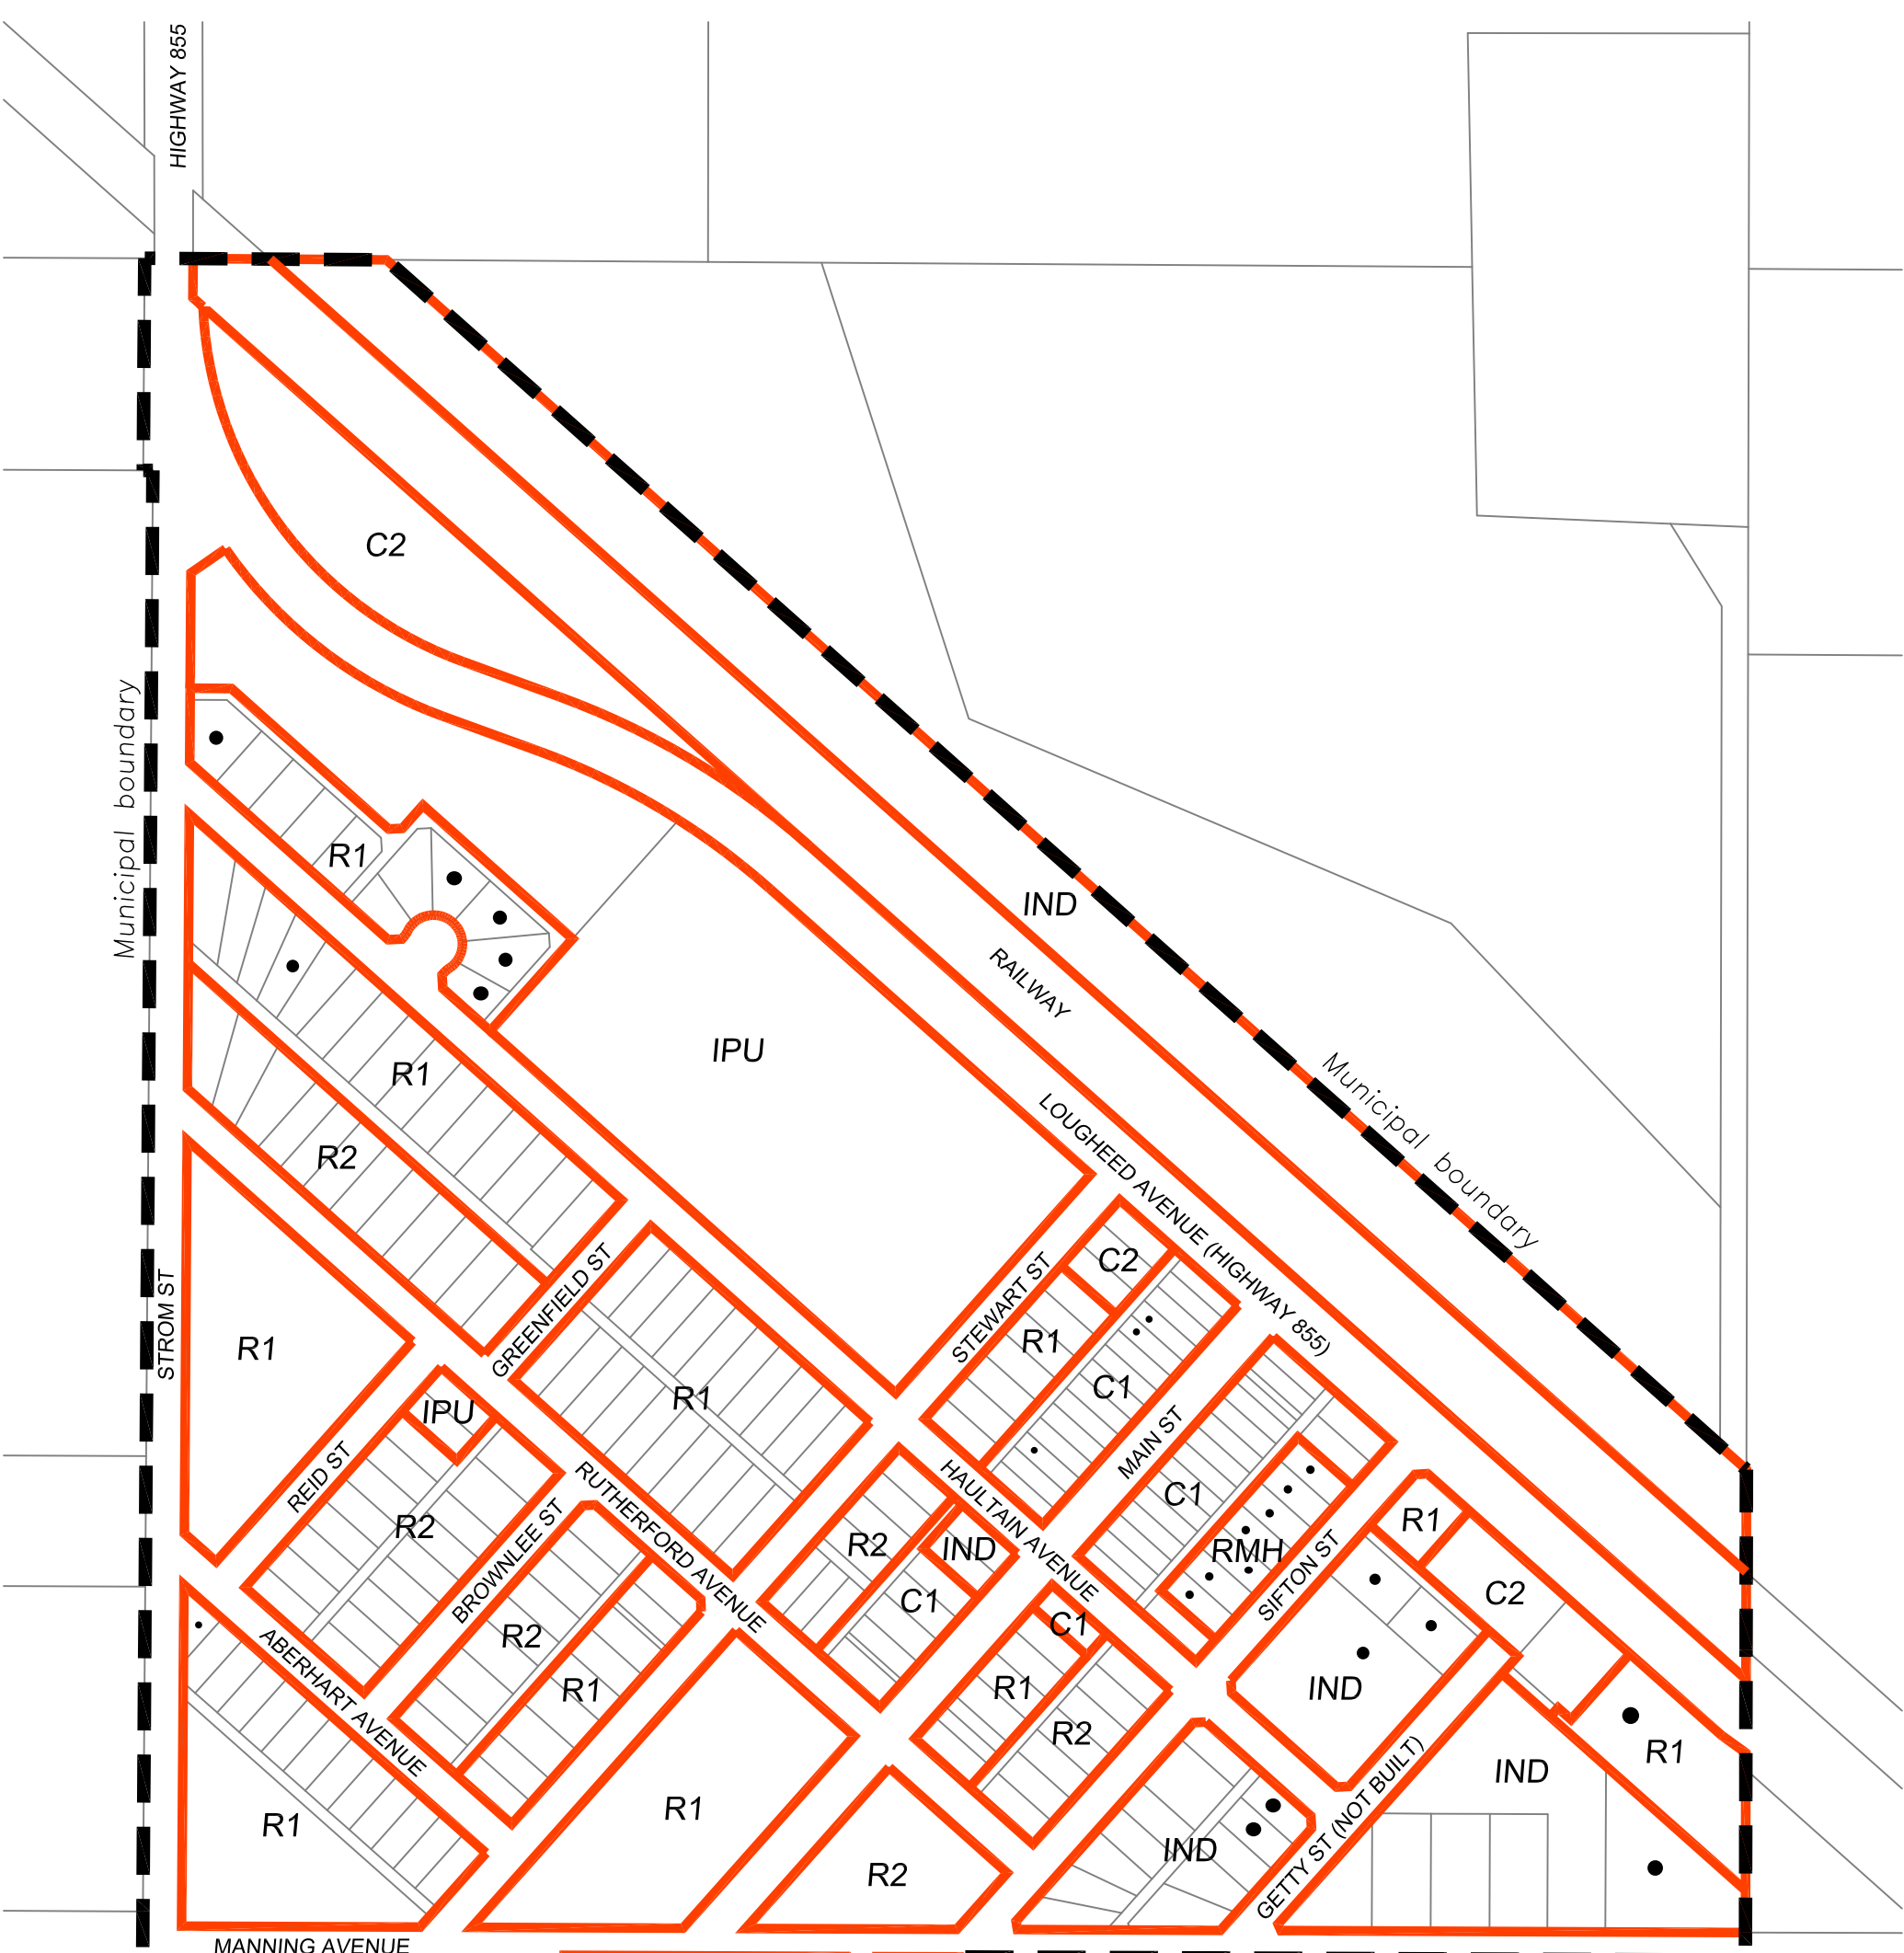 HIGHWAY 855
C2
Municipal boundary
R1
IND
RAILWAY
IPU
R1
Municipal boundary
LOUGHEED AVENUE (HIGHWAY 855)
R2
C2
STROM ST
GREENFIELD ST
STEWART ST
R1
R1
C1
R1
IPU
MAIN ST
REID ST
R2
RUTHERFORD AVENUE
HAULTAIN AVENUE
C1
R1
BROWNLEE ST
R2
IND
RMH
SIFTON ST
C2
C1
C1
R2
ABERHART AVENUE
R1
R1
IND
R2
R1
IND
R1
R1
GETTY ST (NOT BUILT)
IND
R2
MANNING AVENUE